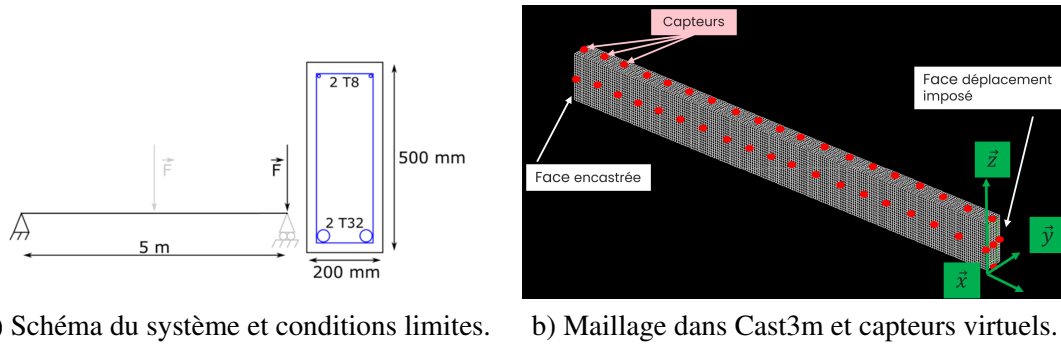 2 T8
F
F
500 mm
2 T32
5 m
200 mm
Capteurs
Face déplacement
imposé
Face encastrée
z
y
x
) Schéma du système et conditions limites.
b) Maillage dans Cast3m et capteurs virtuels.